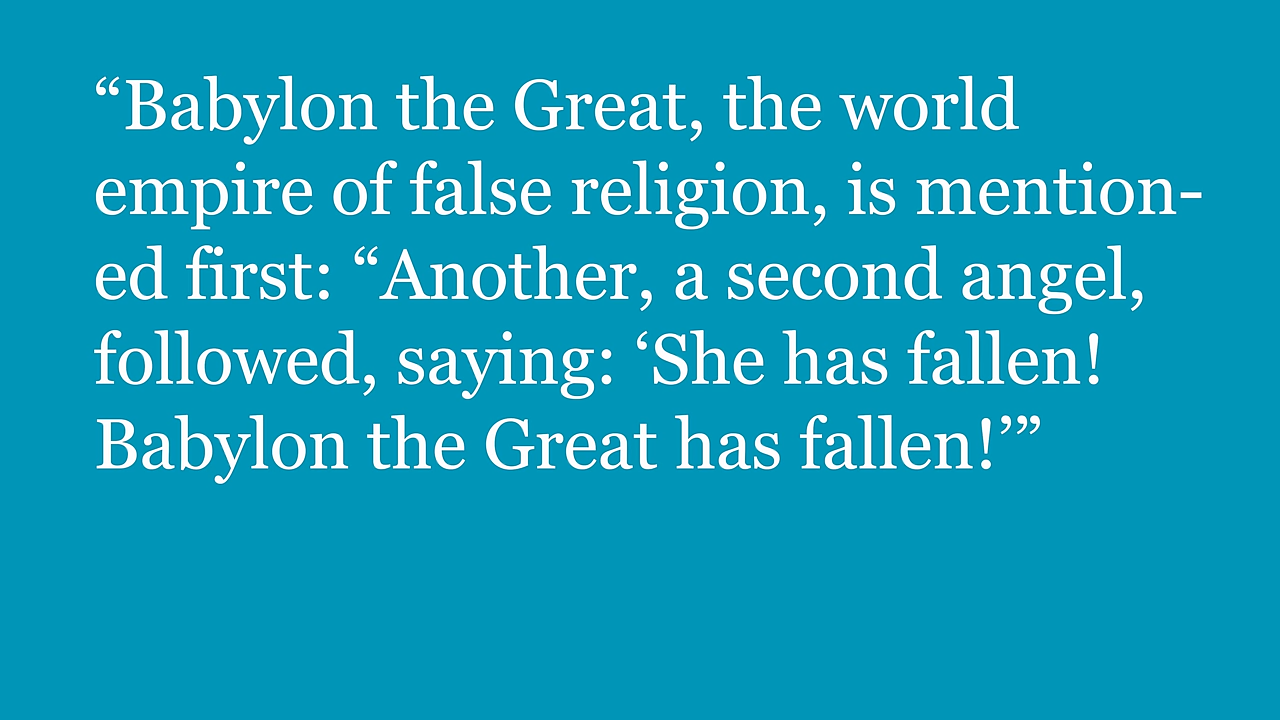 “Babylon the Great, the world
empire of false religion, is mention-
ed first: “Another, a second angel,
followed, saying: ‘She has fallen!
Babylon the Great has fallen!’”